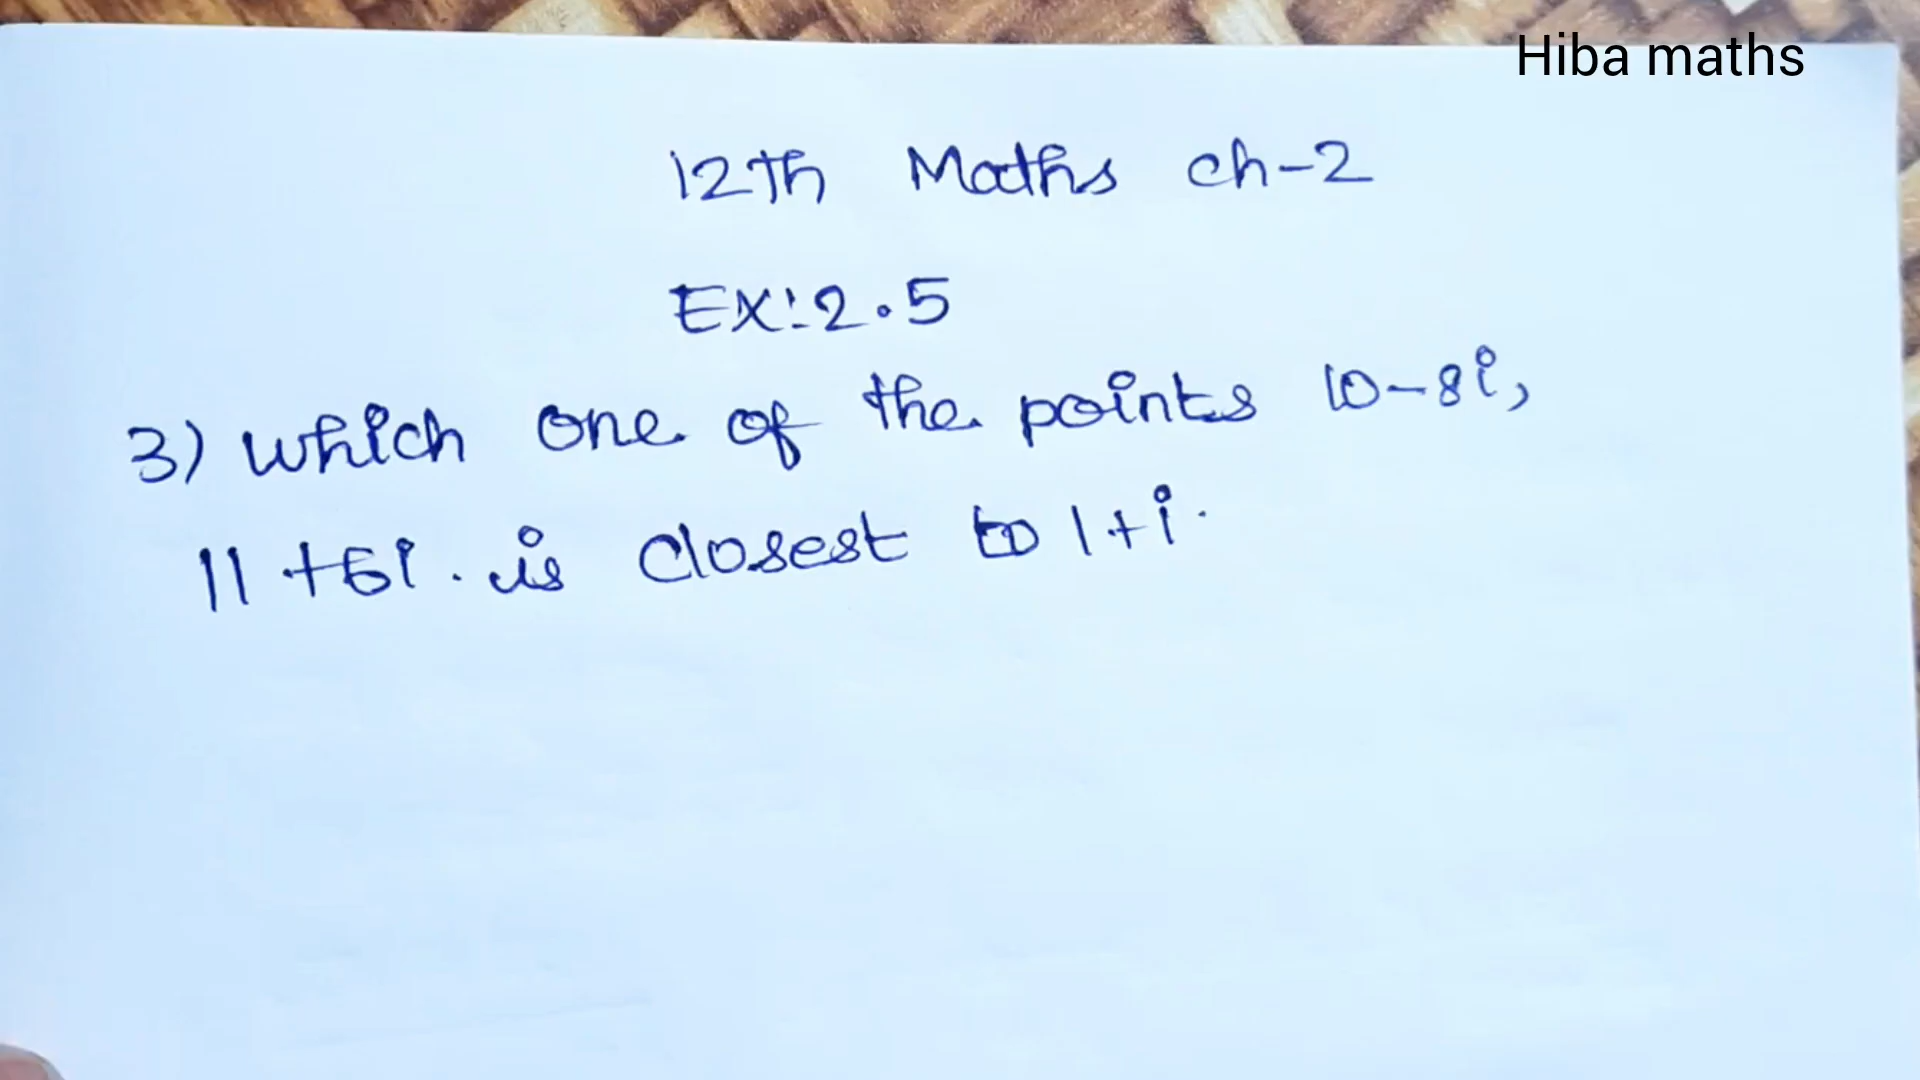 Hiba maths
12th Maths ch-2
Ex:2.5
3) which one of the points 10-8i,
11+6i. is closest to 1+i.